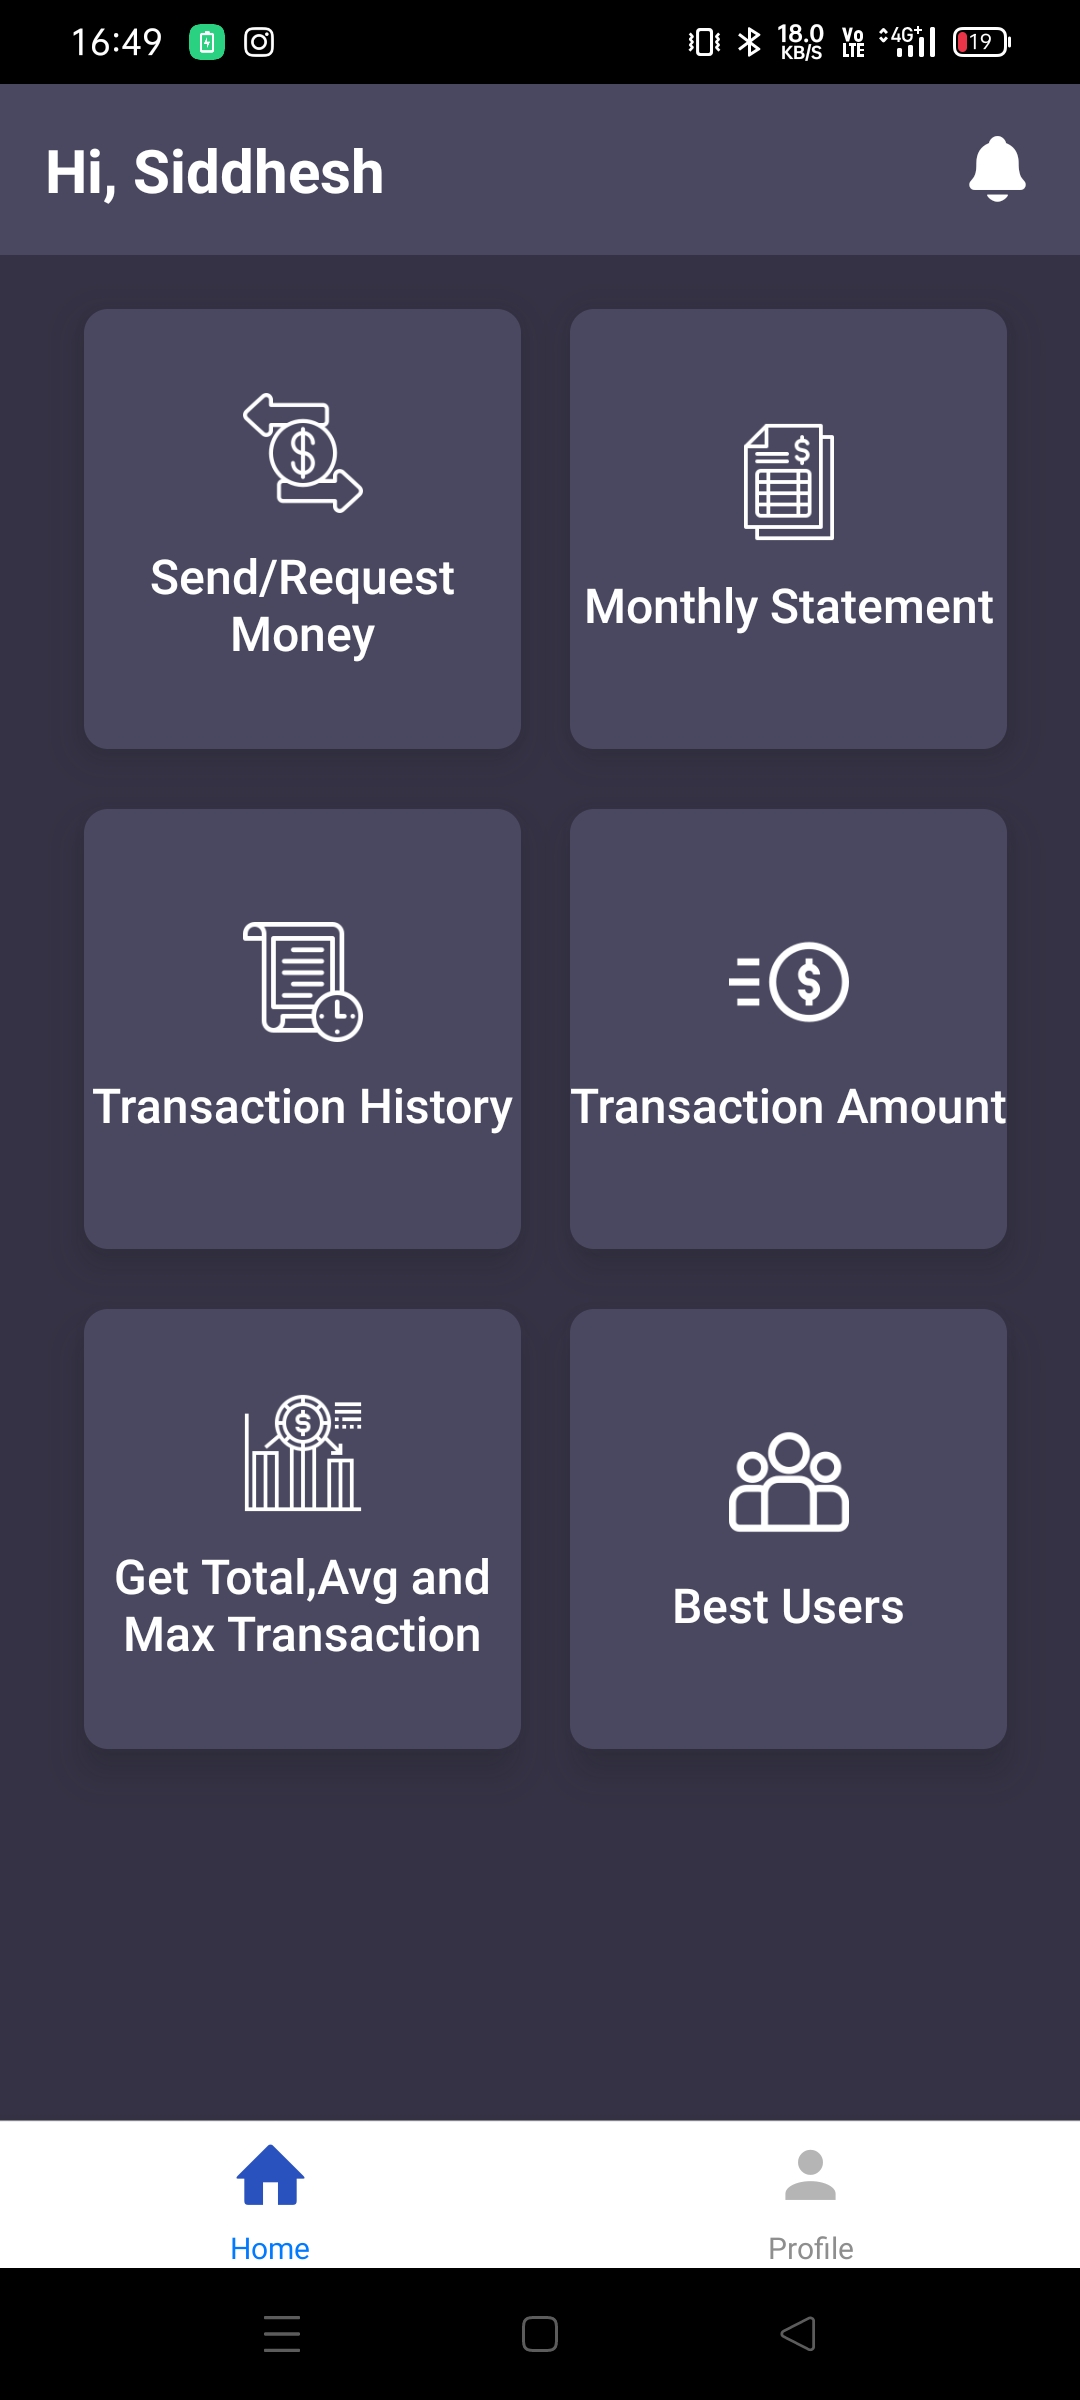 16:49
18.0
KB/S
Vo
LTE
4G+
19
Hi, Siddhesh
Send/Request
Money
Monthly Statement
Transaction History
Transaction Amount
Get Total,Avg and
Max Transaction
Best Users
Home
Profile